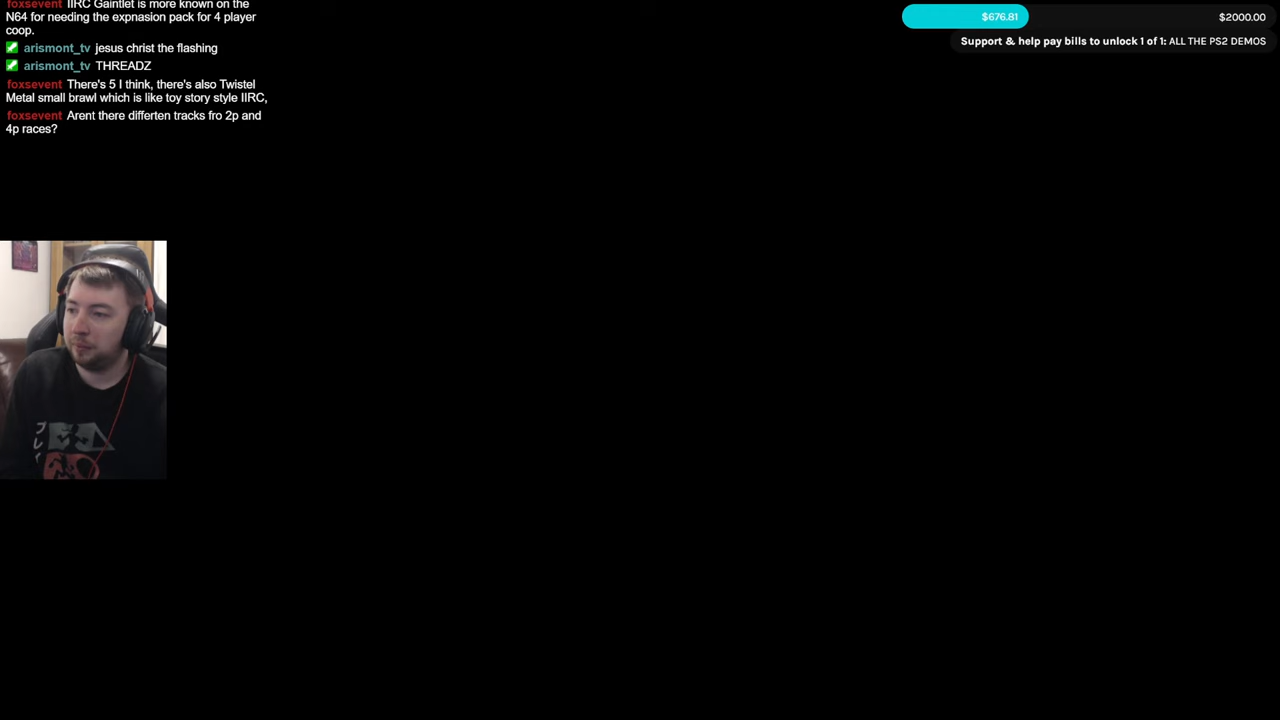 foxsevent IIRC Gaintlet is more known on the
N64 for needing the expnasion pack for 4 player
coop.
arismont_tv jesus christ the flashing
arismont_tv THREADZ
foxsevent There's 5 I think, there's also Twistel
Metal small brawl which is like toy story style IIRC,
foxsevent Arent there differten tracks fro 2p and
4p races?
$676.81
$2000.00
Support & help pay bills to unlock 1 of 1: ALL THE PS2 DEMOS
プレ